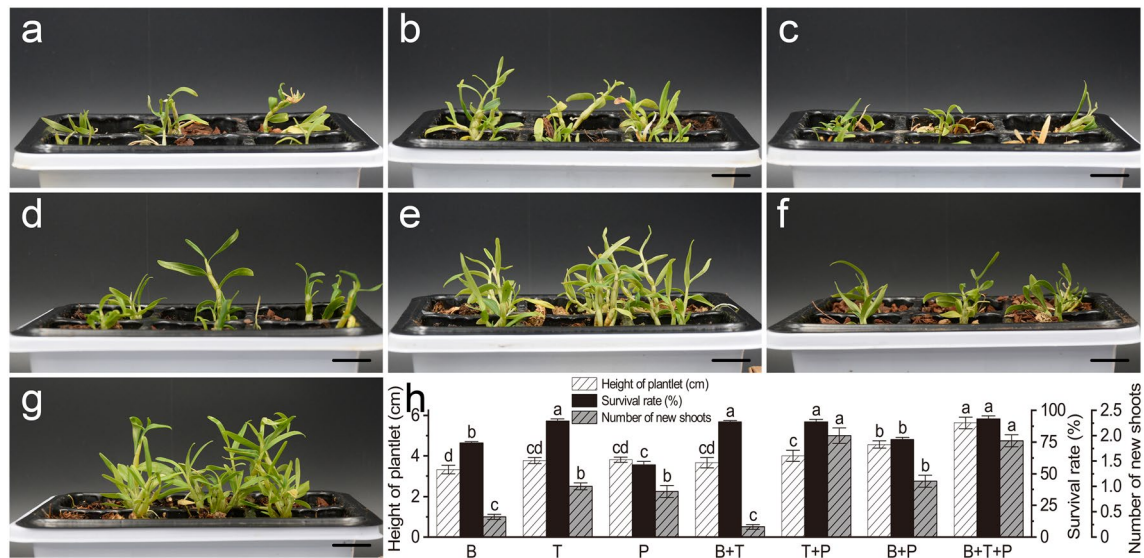 a
b
c
d
e
f
g
h
Height of plantlet (cm)
Survival rate (%)
Number of new shoots
Height of plantlet (cm)
6
4
2
0
d
b
c
cd
a
b
cd
c
b
cd
a
c
c
a
a
b
b
b
a
a
a
B
T
P
B+T
T+P
B+P
B+T+P
100
75
50
25
0
Survival rate (%)
2.5
2.0
1.5
1.0
0.5
0
Number of new shoots